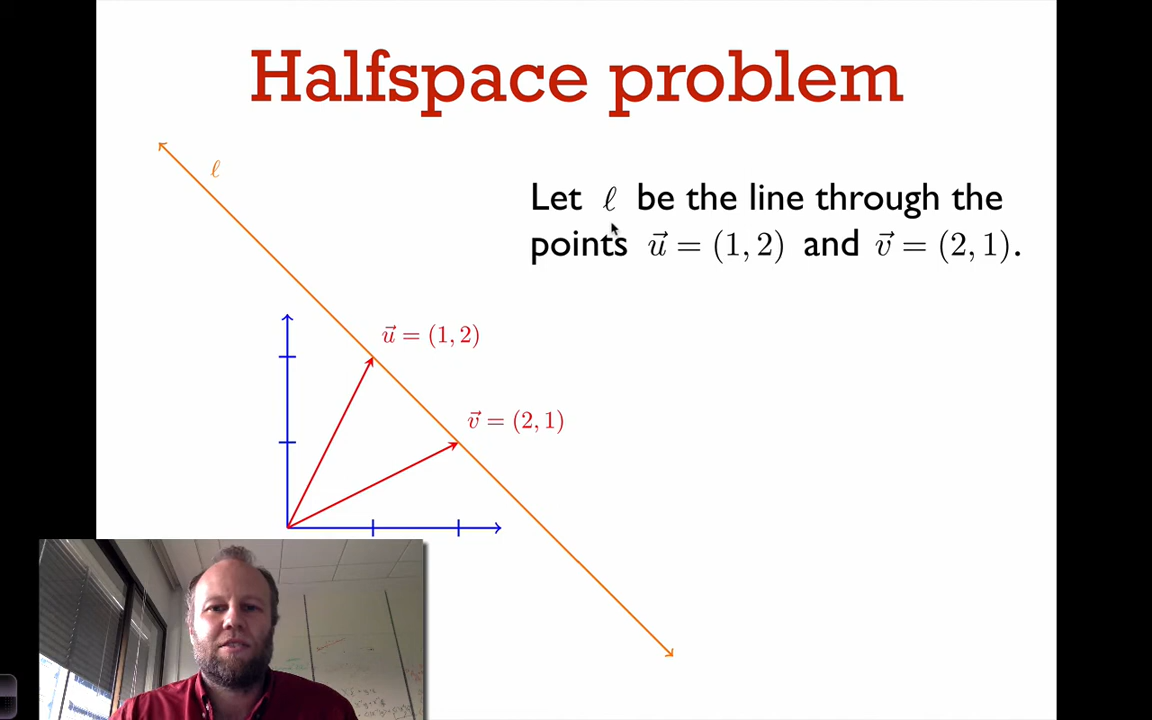 Halfspace problem
ℓ
Let ℓ be the line through the
points u⃗ = (1, 2) and v⃗ = (2, 1).
u⃗ = (1, 2)
v⃗ = (2, 1)